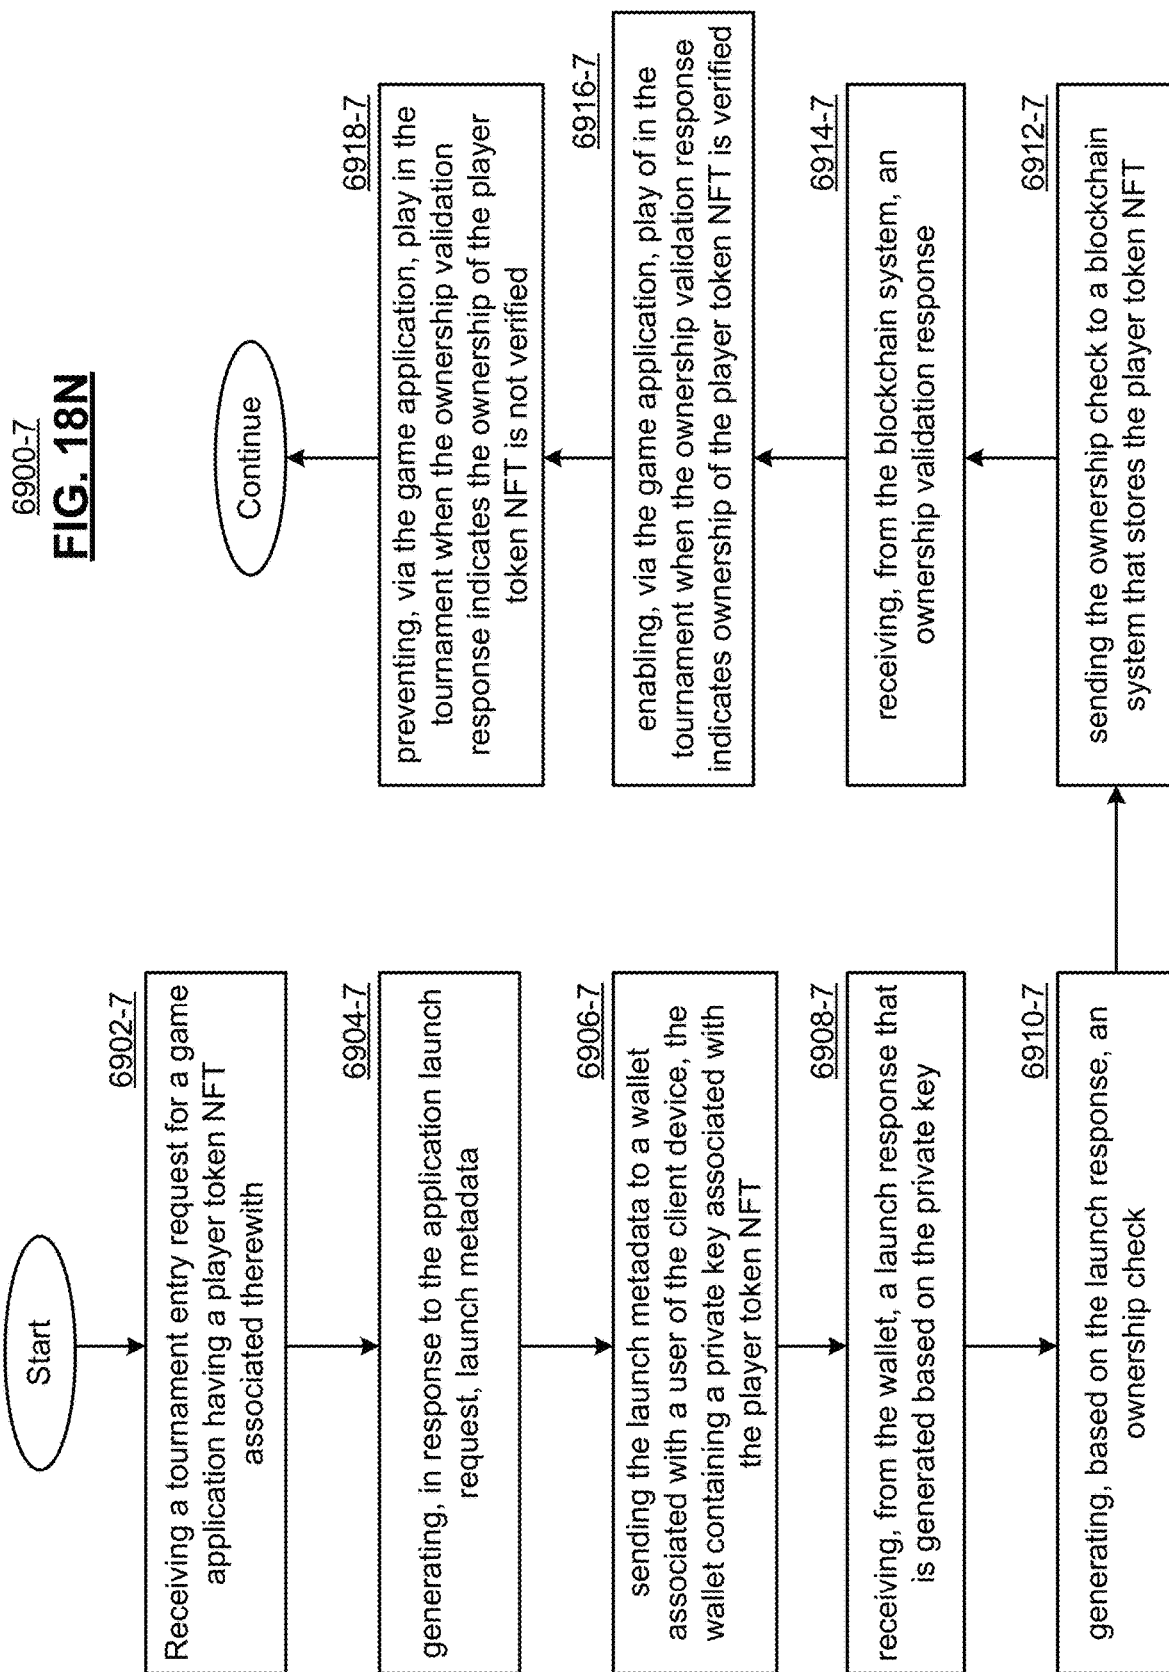 6900-7
FIG. 18N
Start
6902-7
Receiving a tournament entry request for a game
application having a player token NFT
associated therewith
6904-7
generating, in response to the application launch
request, launch metadata
6906-7
sending the launch metadata to a wallet
associated with a user of the client device, the
wallet containing a private key associated with
the player token NFT
6908-7
receiving, from the wallet, a launch response that
is generated based on the private key
6910-7
generating, based on the launch response, an
ownership check
6912-7
sending the ownership check to a blockchain
system that stores the player token NFT
6914-7
receiving, from the blockchain system, an
ownership validation response
6916-7
enabling, via the game application, play of in the
tournament when the ownership validation response
indicates ownership of the player token NFT is verified
6918-7
preventing, via the game application, play in the
tournament when the ownership validation
response indicates the ownership of the player
token NFT is not verified
Continue